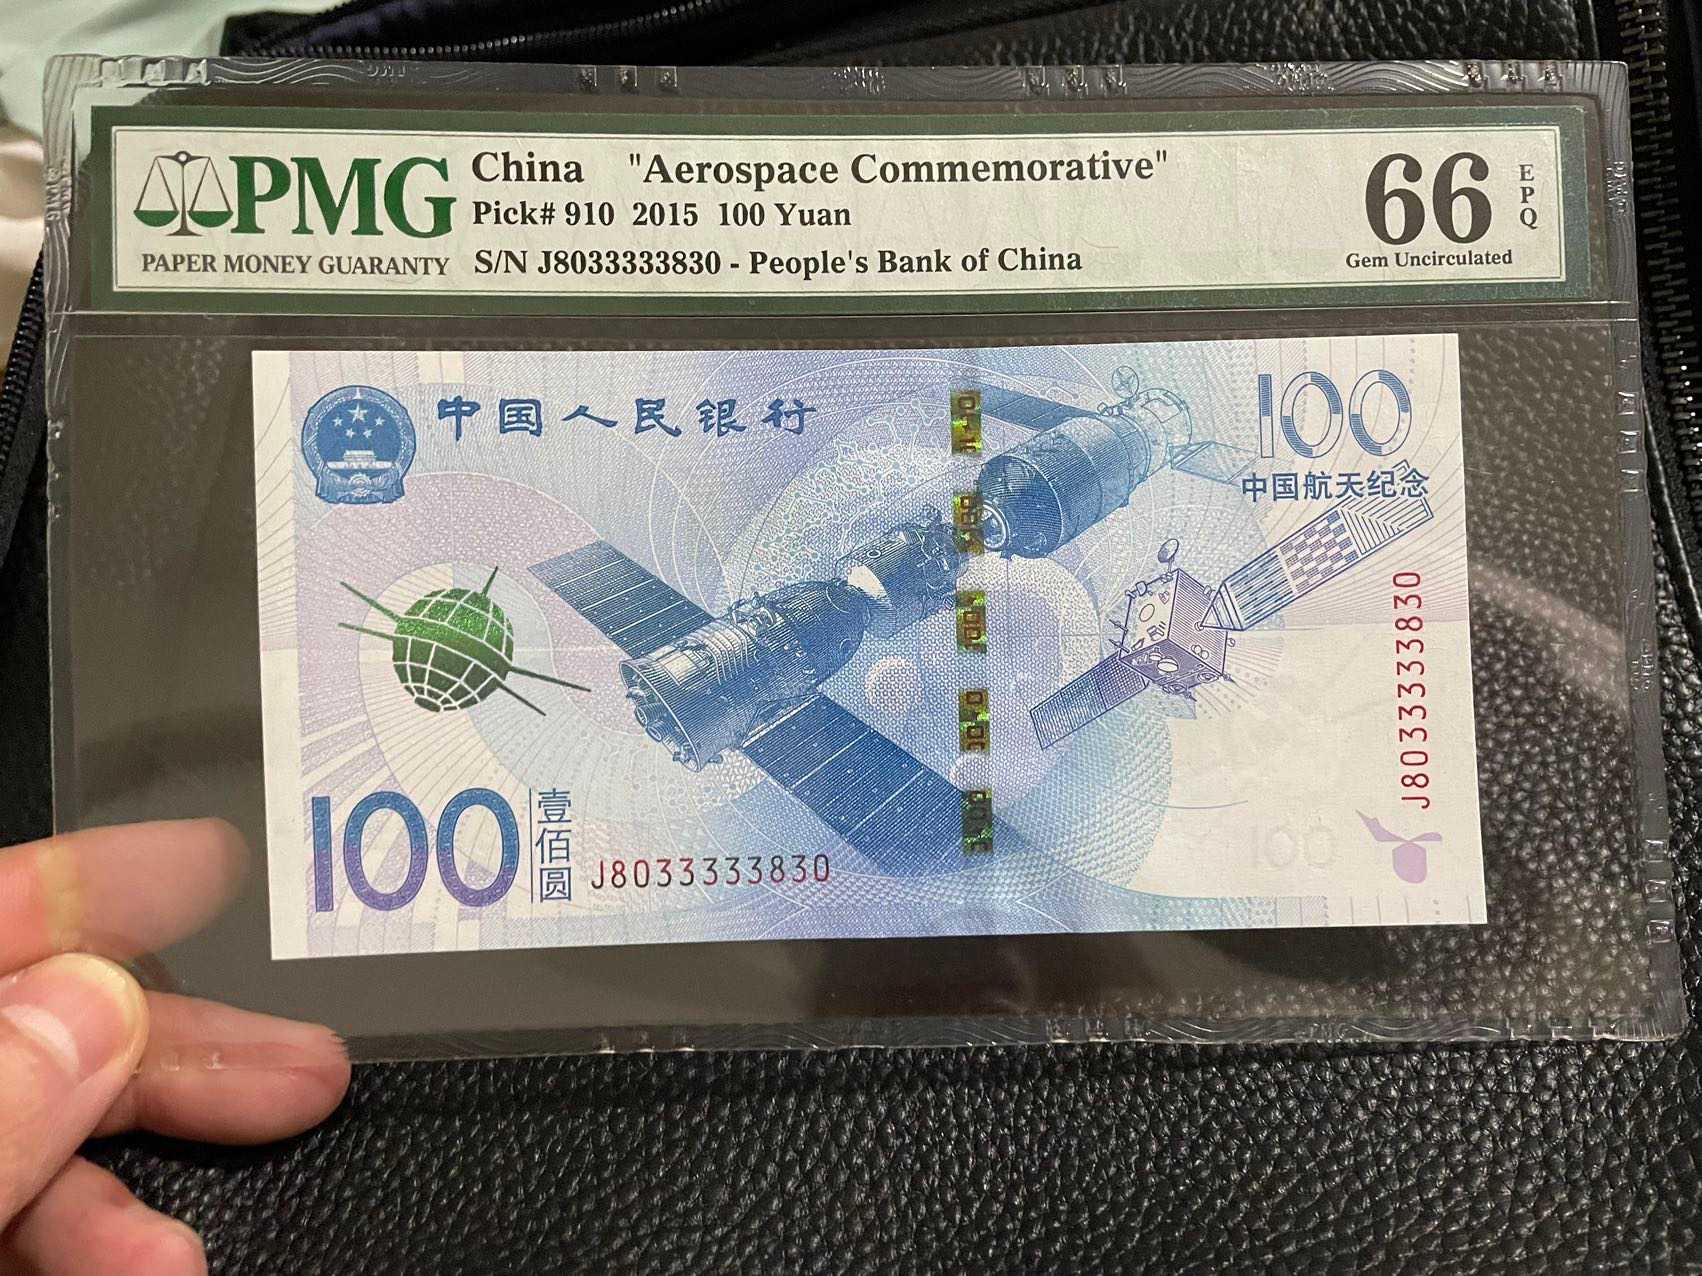 PMG
PAPER MONEY GUARANTY
China "Aerospace Commemorative"
Pick# 910 2015 100 Yuan
S/N J8033333830 - People's Bank of China
66
EPQ
Gem Uncirculated
中国人民银行
100
中国航天纪念
J8033333830
100
壹佰圆
J8033333830